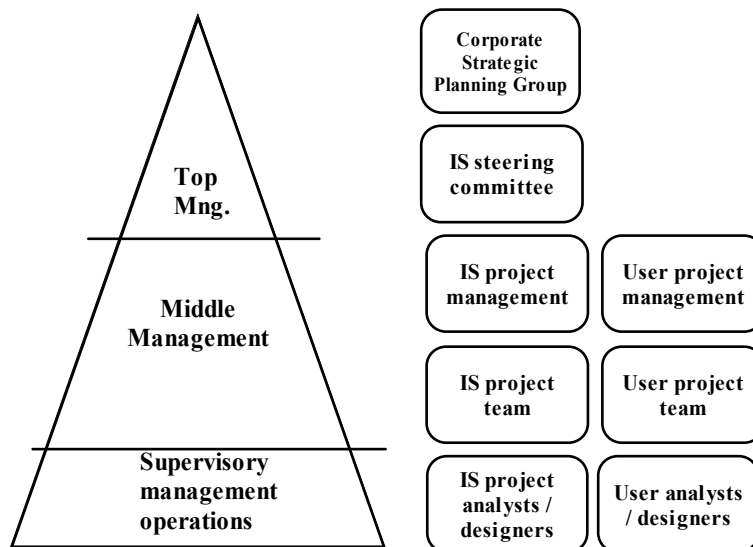 Corporate
Strategic
Planning Group
IS steering
committee
Top
Mng.
IS project
management
User project
management
Middle
Management
IS project
team
User project
team
Supervisory
management
operations
IS project
analysts /
designers
User analysts
/ designers